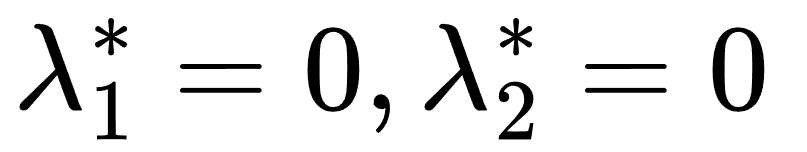 λ₁* = 0, λ₂* = 0